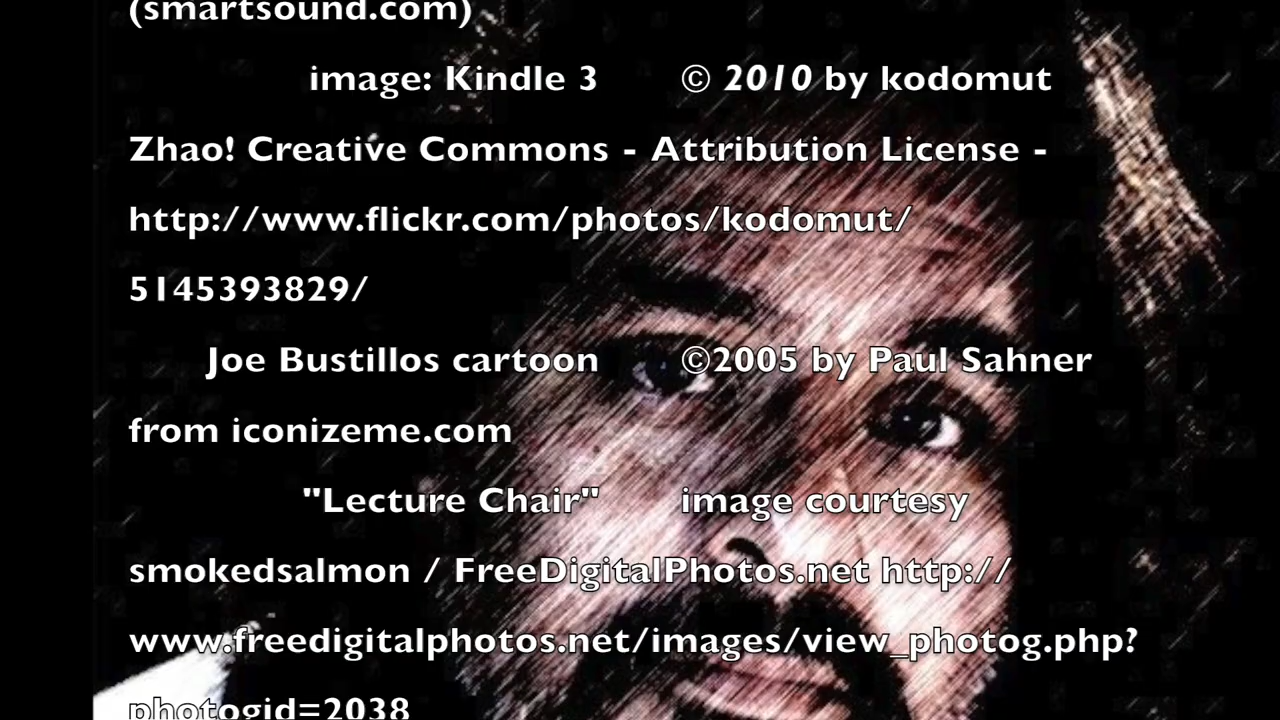 (smartsound.com)
image: Kindle 3 © 2010 by kodomut
Zhao! Creative Commons - Attribution License -
http://www.flickr.com/photos/kodomut/
5145393829/
Joe Bustillos cartoon ©2005 by Paul Sahner
from iconizeme.com
"Lecture Chair" image courtesy
smokedsalmon / FreeDigitalPhotos.net http://
www.freedigitalphotos.net/images/view_photog.php?
photogid=2038